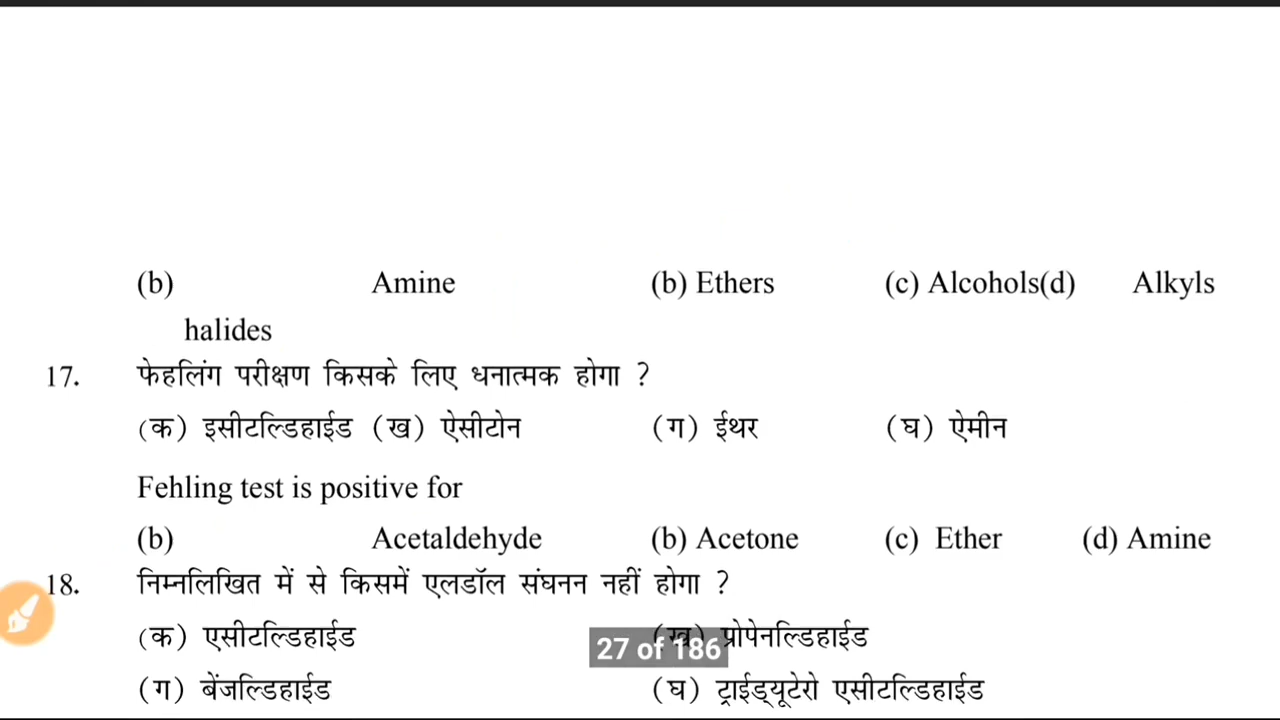 (b) Amine (b) Ethers (c) Alcohols(d) Alkyls
halides
17. फेहलिंग परीक्षण किसके लिए धनात्मक होगा ?
(क) इसीटल्डिहाईड (ख) ऐसीटोन (ग) ईथर (घ) ऐमीन
Fehling test is positive for
(b) Acetaldehyde (b) Acetone (c) Ether (d) Amine
18. निम्नलिखित में से किसमें एलडॉल संघनन नहीं होगा ?
(क) एसीटल्डिहाईड (ख) प्रोपेनल्डिहाईड
27 of 186
(ग) बेंजल्डिहाईड (घ) ट्राईड्यूटेरो एसीटल्डिहाईड